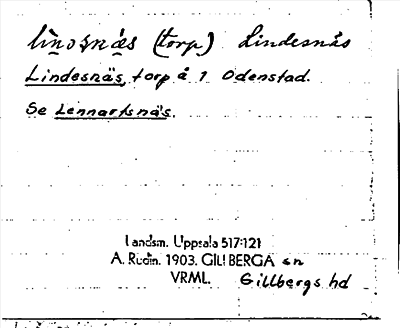 (torp) Lindesnäs
Lindesnäs, torp å 1 Odenstad.
Se Lennartsnäs.
Landsm. Uppsala 517:121
A. Rudin. 1903. GILLBERGA sn
VRML. Gillbergs hd